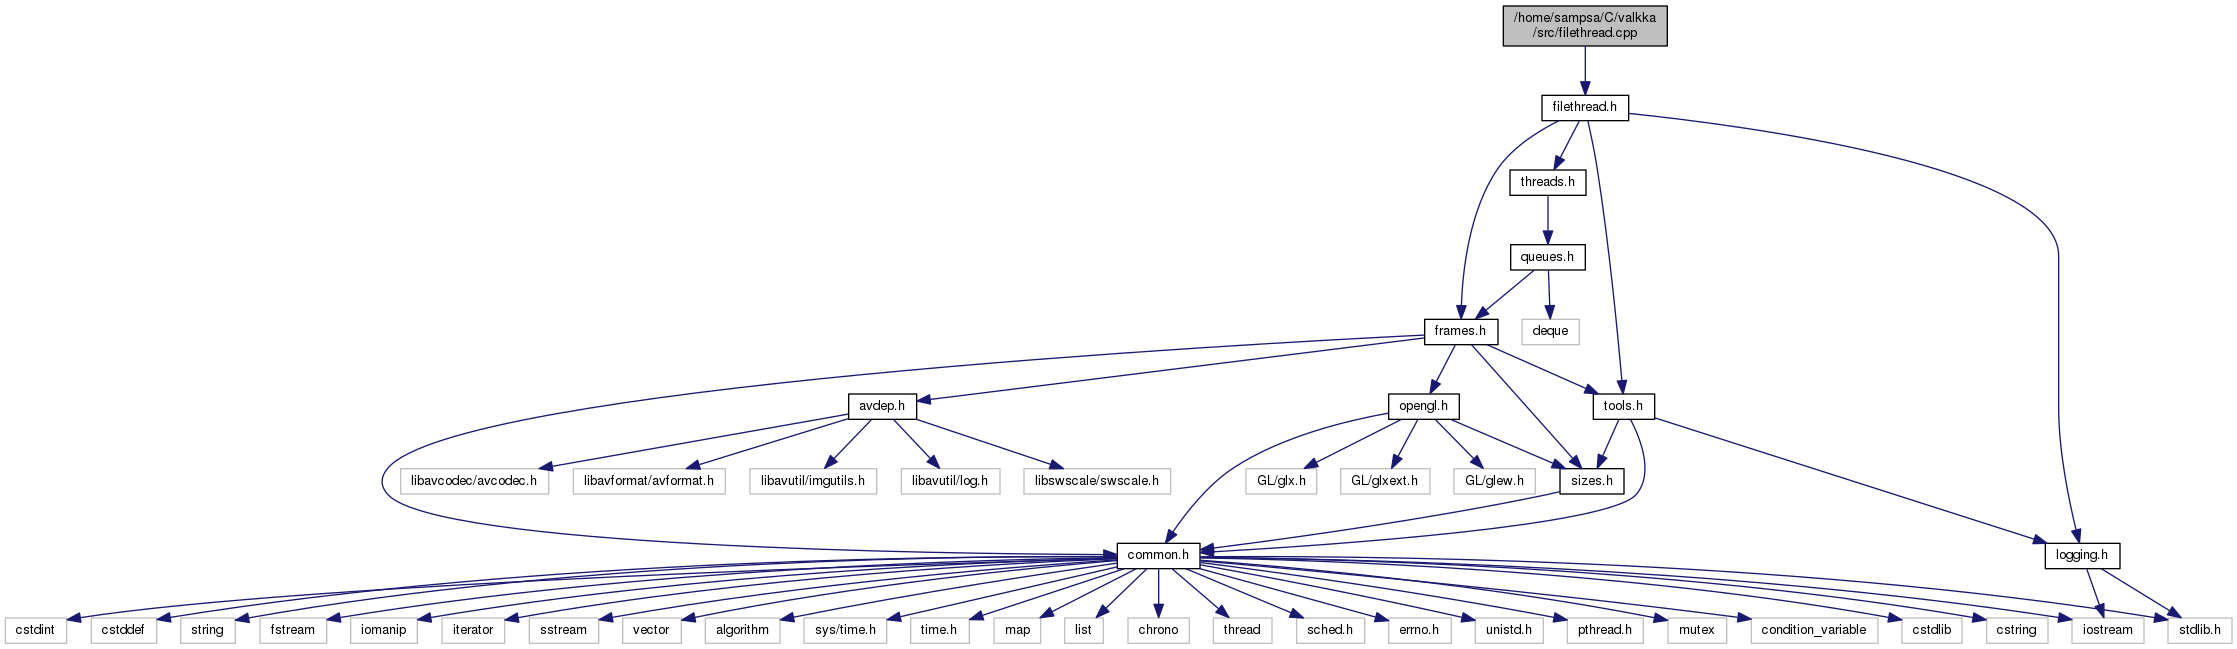 /home/sampsa/C/valkka
/src/filethread.cpp
filethread.h
threads.h
queues.h
frames.h
deque
avdep.h
opengl.h
tools.h
libavcodec/avcodec.h
libavformat/avformat.h
libavutil/imgutils.h
libavutil/log.h
libswscale/swscale.h
GL/glx.h
GL/glxext.h
GL/glew.h
sizes.h
common.h
logging.h
cstdint
cstddef
string
fstream
iomanip
iterator
sstream
vector
algorithm
sys/time.h
time.h
map
list
chrono
thread
sched.h
errno.h
unistd.h
pthread.h
mutex
condition_variable
cstdlib
cstring
iostream
stdlib.h